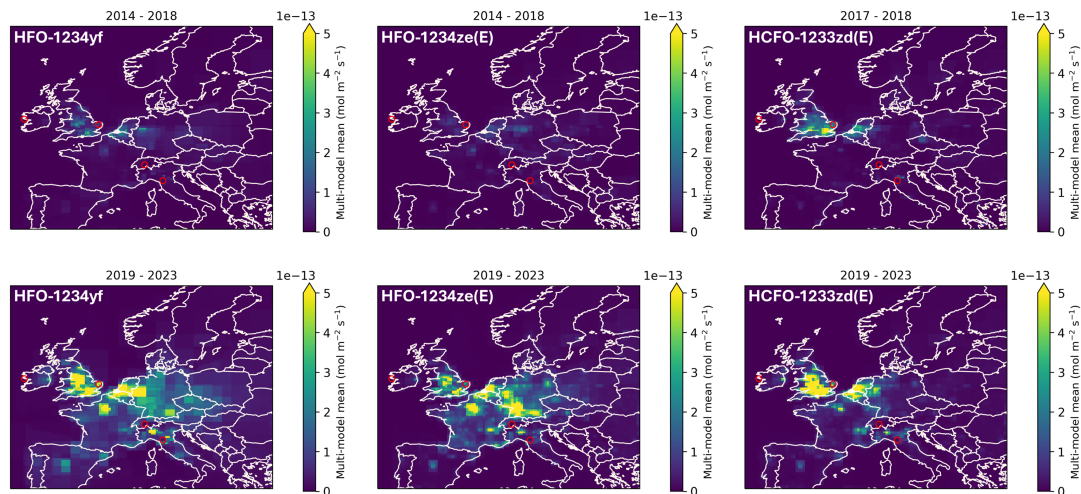 2014 - 2018
1e−13
HFO-1234yf
5
4
3
2
1
0
Multi-model mean (mol m⁻² s⁻¹)
2014 - 2018
1e−13
HFO-1234ze(E)
5
4
3
2
1
0
Multi-model mean (mol m⁻² s⁻¹)
2017 - 2018
1e−13
HCFO-1233zd(E)
5
4
3
2
1
0
Multi-model mean (mol m⁻² s⁻¹)
2019 - 2023
1e−13
HFO-1234yf
5
4
3
2
1
0
Multi-model mean (mol m⁻² s⁻¹)
2019 - 2023
1e−13
HFO-1234ze(E)
5
4
3
2
1
0
Multi-model mean (mol m⁻² s⁻¹)
2019 - 2023
1e−13
HCFO-1233zd(E)
5
4
3
2
1
0
Multi-model mean (mol m⁻² s⁻¹)